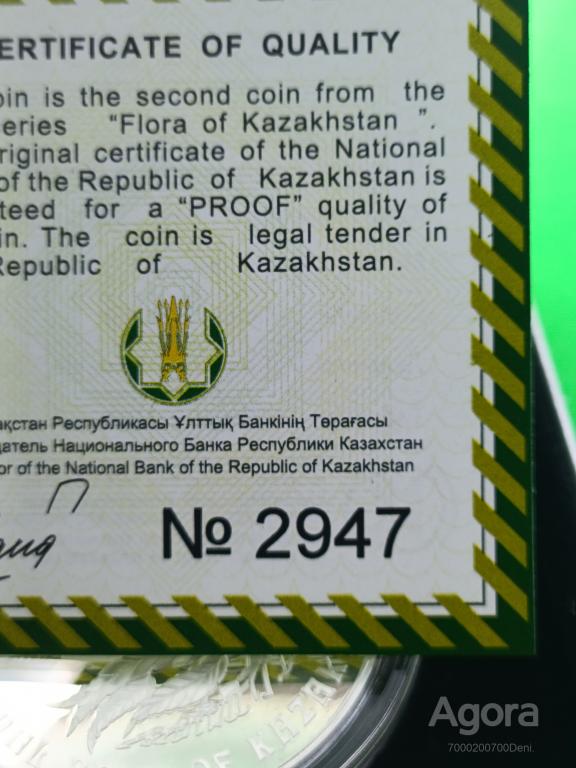 ERTIFICATE OF QUALITY
oin is the second coin from the
eries "Flora of Kazakhstan ".
riginal certificate of the National
of the Republic of Kazakhstan is
teed for a "PROOF" quality of
in. The coin is legal tender in
Republic of Kazakhstan.
ақстан Республикасы Ұлттық Банкінің Төрағасы
датель Национального Банка Республики Казахстан
or of the National Bank of the Republic of Kazakhstan
№ 2947
OF KAZAK
Agora
7000200700Deni.